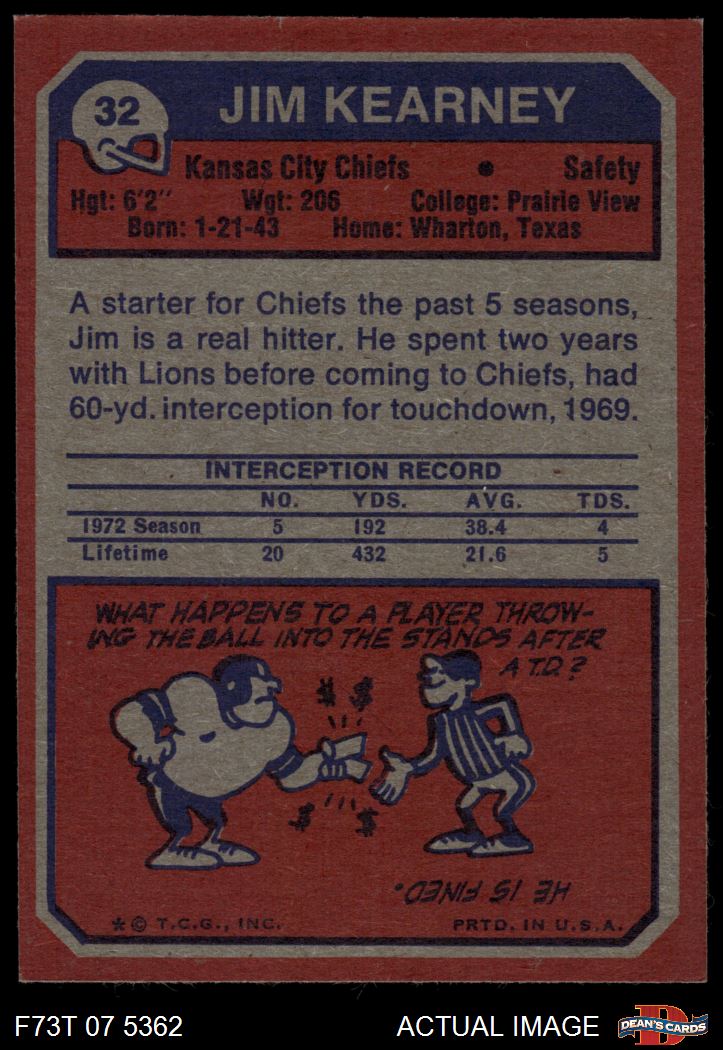 32
JIM KEARNEY
Kansas City Chiefs • Safety
Hgt: 6'2" Wgt: 206 College: Prairie View
Born: 1-21-43 Home: Wharton, Texas
A starter for Chiefs the past 5 seasons,
Jim is a real hitter. He spent two years
with Lions before coming to Chiefs, had
60-yd. interception for touchdown, 1969.
INTERCEPTION RECORD
NO. YDS. AVG. TDS.
1972 Season 5 192 38.4 4
Lifetime 20 432 21.6 5
WHAT HAPPENS TO A PLAYER THROW-
ING THE BALL INTO THE STANDS AFTER
A T.D.?
$ $
$ $
HE IS FINED.
* © T.C.G., INC. PRTD. IN U.S.A.
F73T 07 5362 ACTUAL IMAGE D DEAN'S CARDS